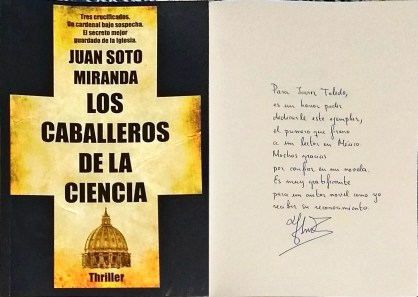 Tres crucificados.
Un cardenal bajo sospecha.
El secreto mejor
guardado de la Iglesia.
JUAN SOTO
MIRANDA
LOS
CABALLEROS
DE LA
CIENCIA
Thriller
Para Juan Toledo,
es un honor poder
dedicarle este ejemplar,
el primero que firmo
a un lector en México.
Muchas gracias
por confiar en mi novela.
Es muy gratificante
para un autor novel como yo
recibir su reconocimiento.